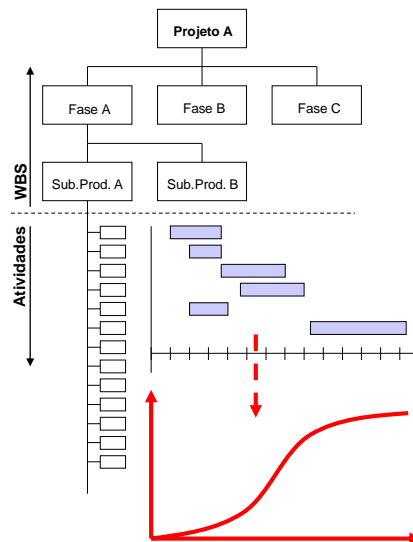 Projeto A
Fase A
Fase B
Fase C
WBS
Sub.Prod. A
Sub.Prod. B
Atividades